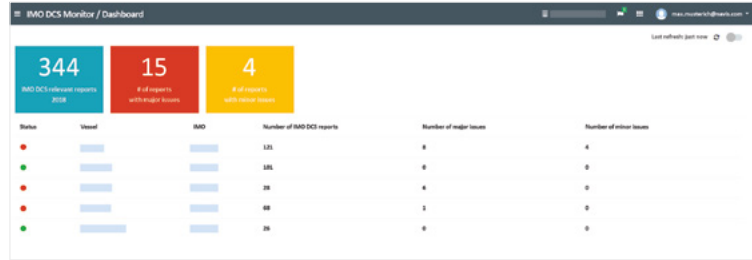 IMO DCS Monitor / Dashboard
max.musterich@navis.com
Last refresh: just now
344
IMO DCS relevant reports
2018
15
# of reports
with major issues
4
# of reports
with minor issues
Status Vessel IMO Number of IMO DCS reports Number of major issues Number of minor issues
121 8 4
101 0 0
28 6 0
68 1 0
26 0 0